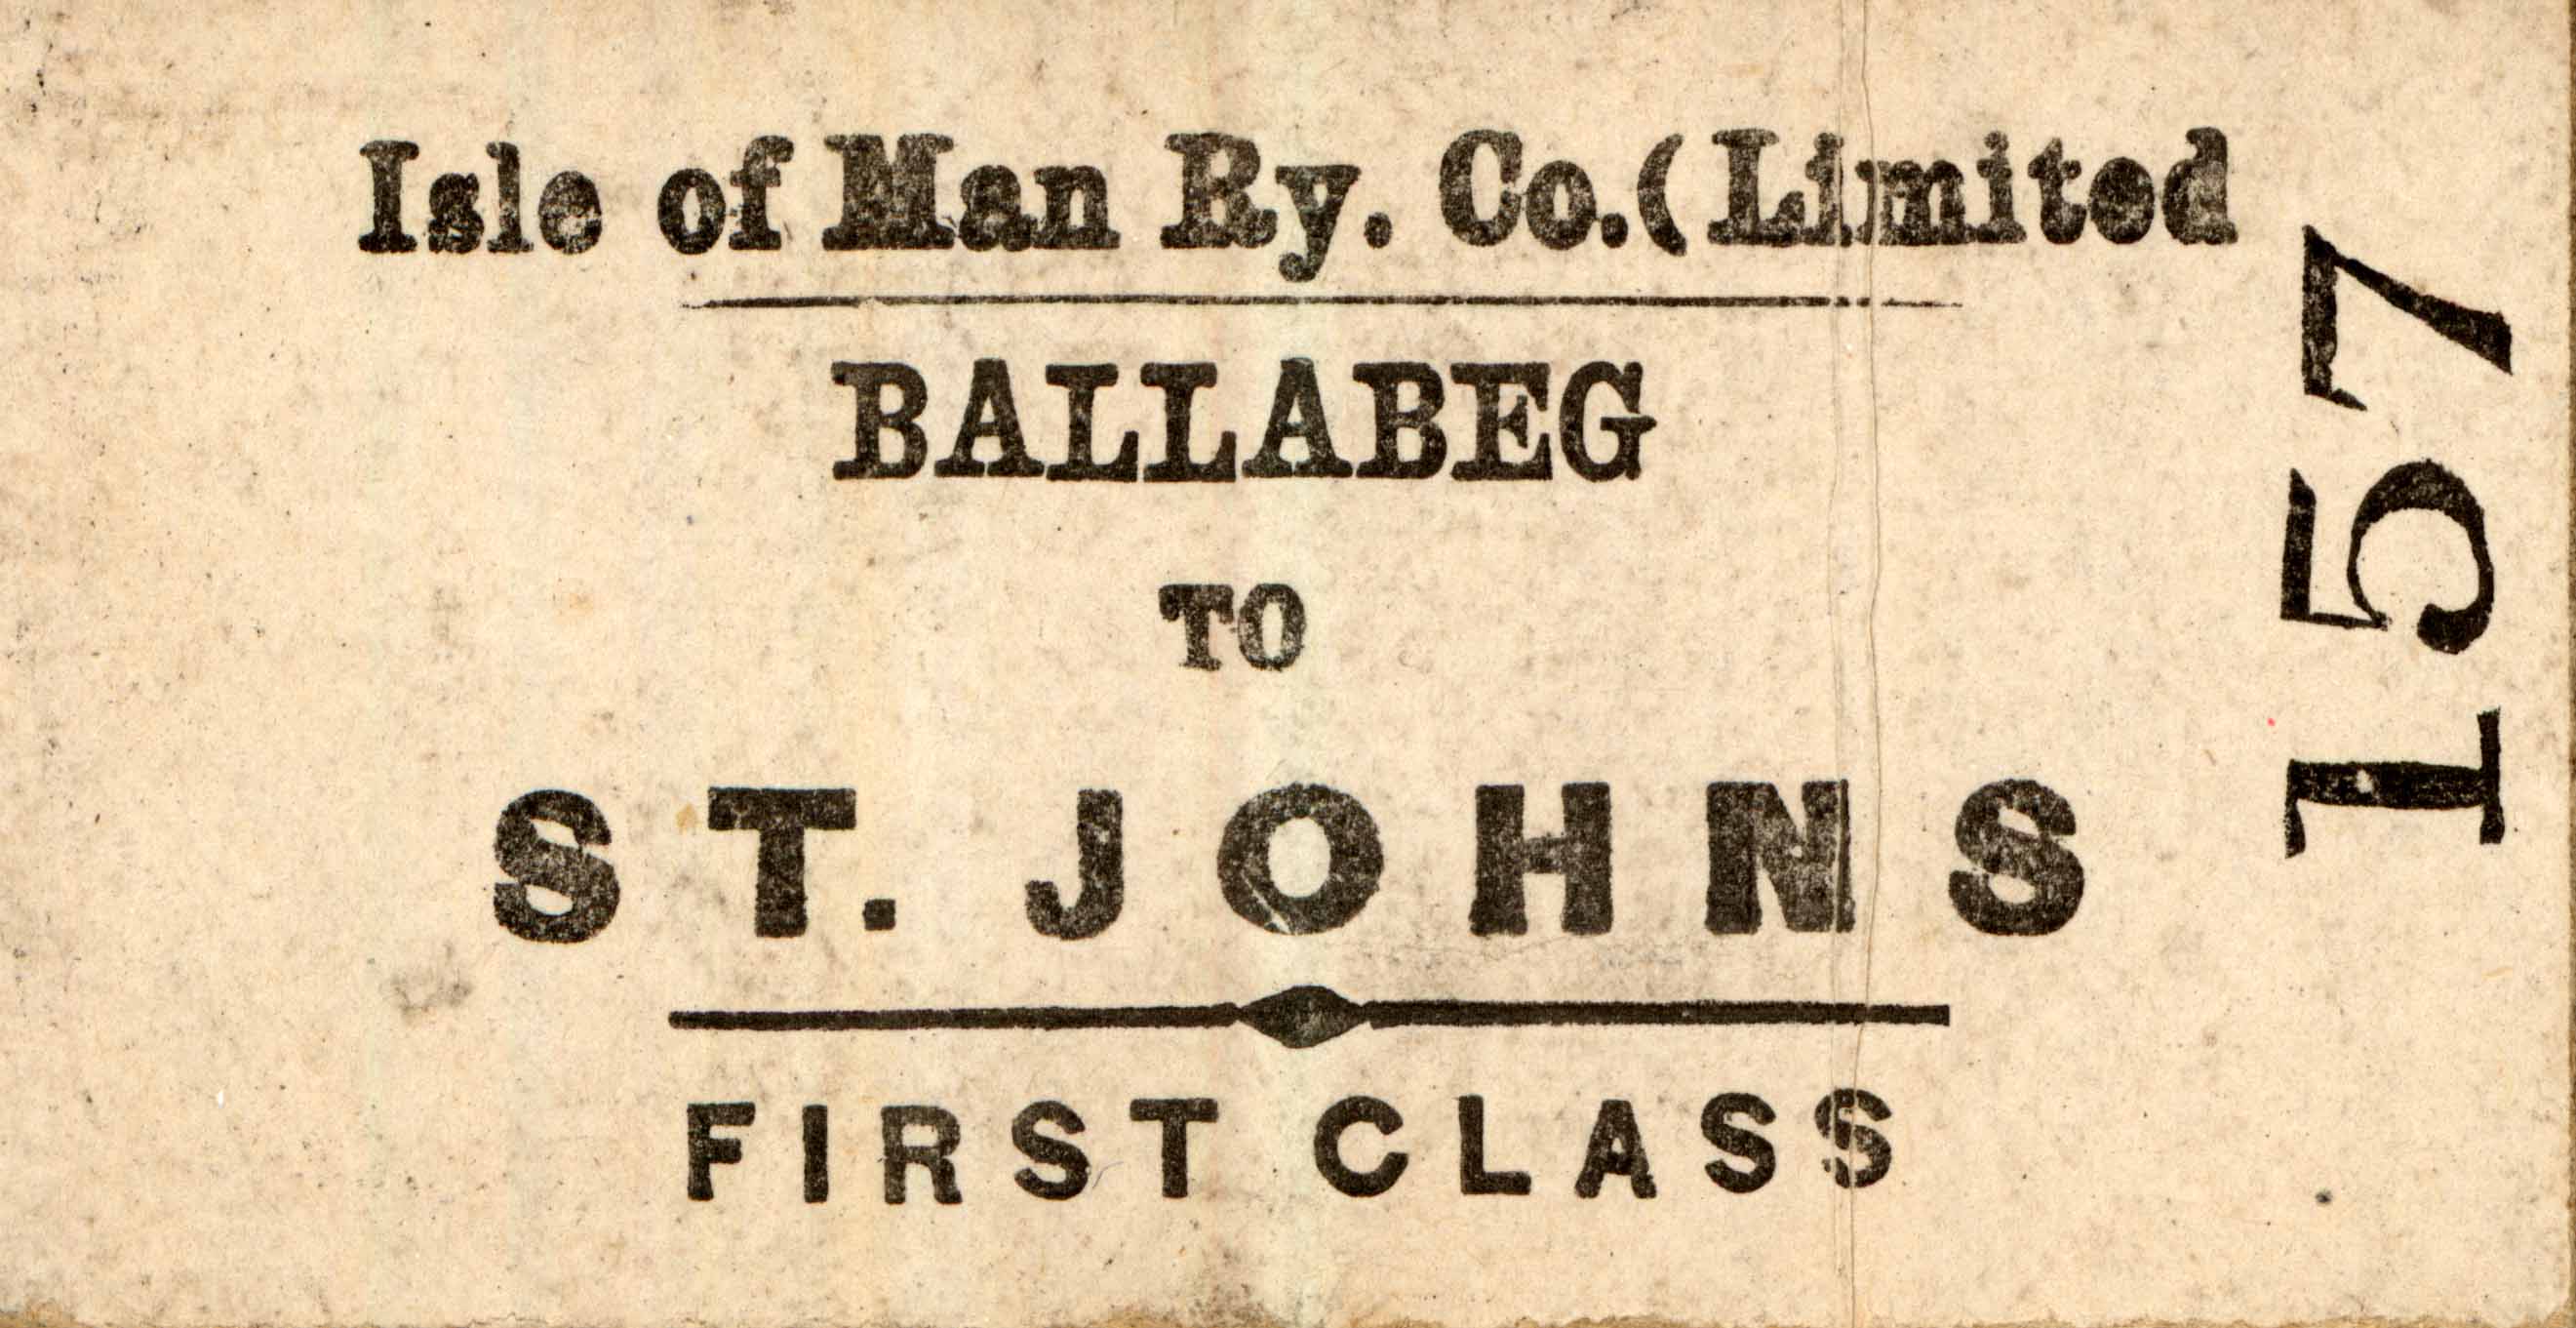 Isle of Man Ry. Co.(Limited
BALLABEG
TO
ST. JOHNS
FIRST CLASS
157